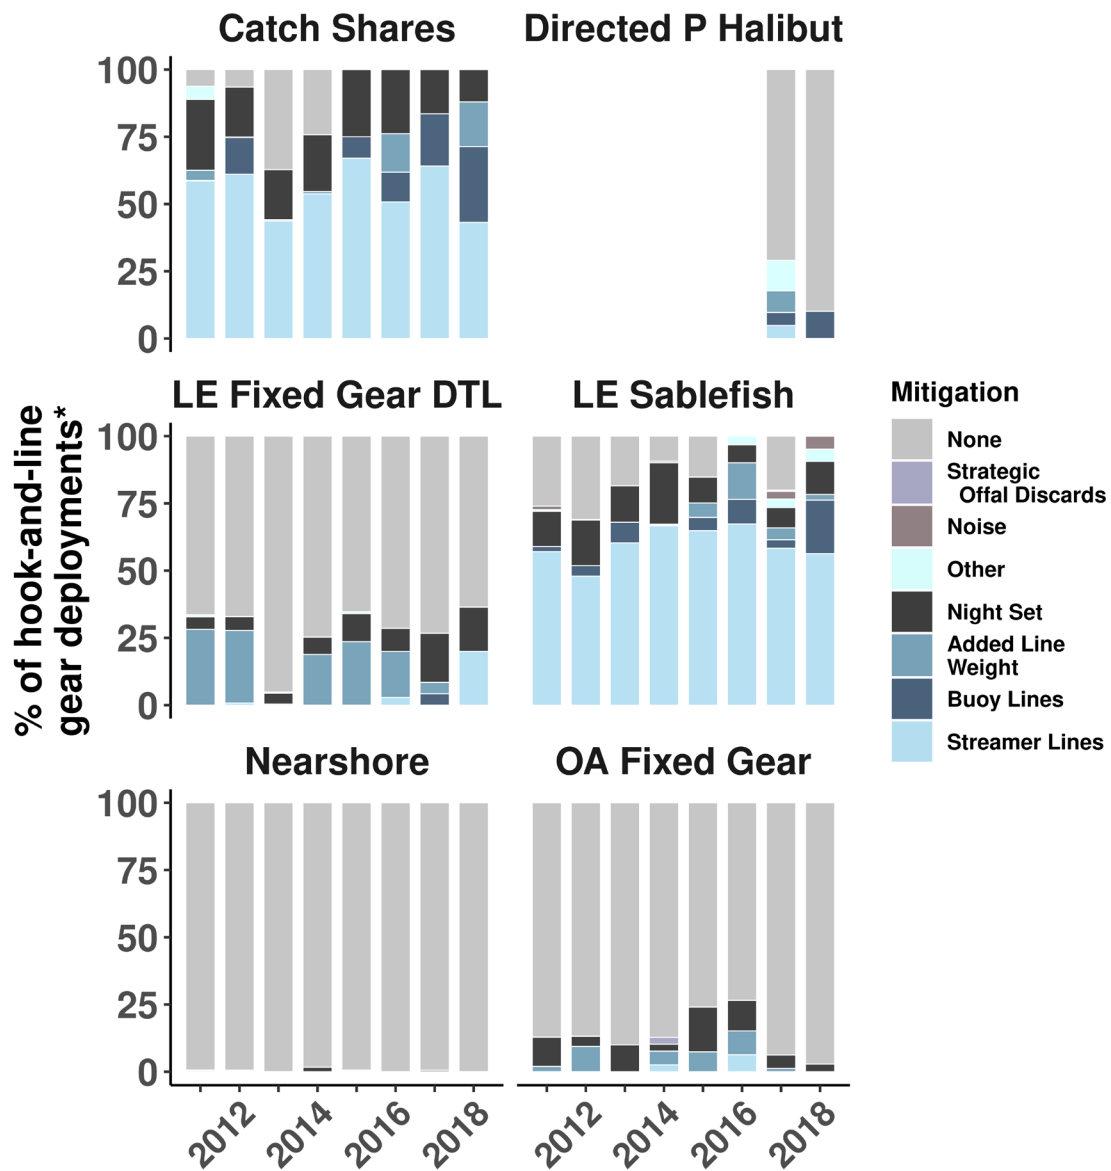 Catch Shares
Directed P Halibut
100
75
50
25
0
LE Fixed Gear DTL
LE Sablefish
100
75
50
25
0
% of hook-and-line
gear deployments*
Mitigation
None
Strategic
Offal Discards
Noise
Other
Night Set
Added Line
Weight
Buoy Lines
Streamer Lines
Nearshore
OA Fixed Gear
100
75
50
25
0
2012
2014
2016
2018
2012
2014
2016
2018